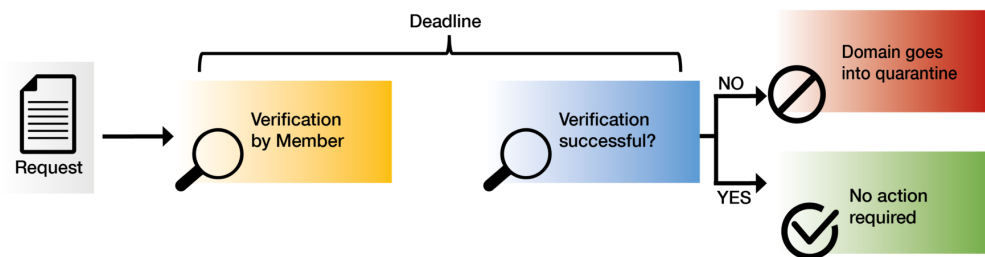 Deadline
Request
Verification
by Member
Verification
successful?
NO
Domain goes
into quarantine
YES
No action
required